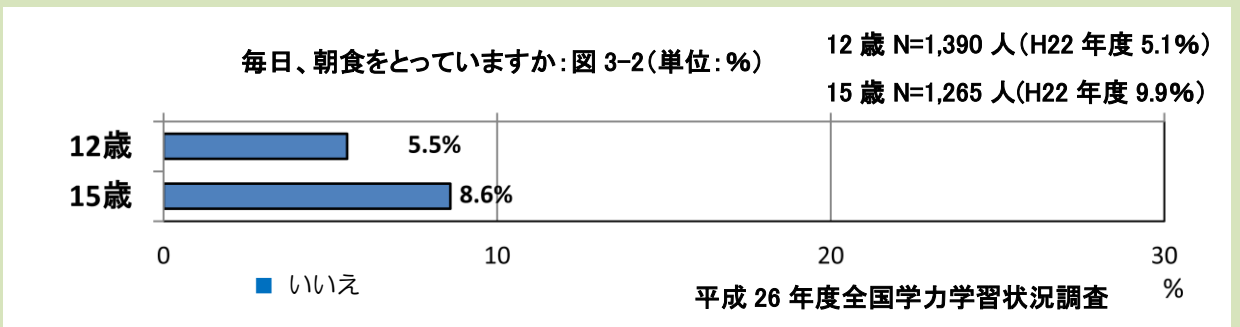 毎日、朝食をとっていますか:図 3-2(単位:%)
12 歳 N=1,390 人(H22 年度 5.1%)
15 歳 N=1,265 人(H22 年度 9.9%)
12歳 5.5%
15歳 8.6%
0 10 20 30
■ いいえ
平成 26 年度全国学力学習状況調査 %